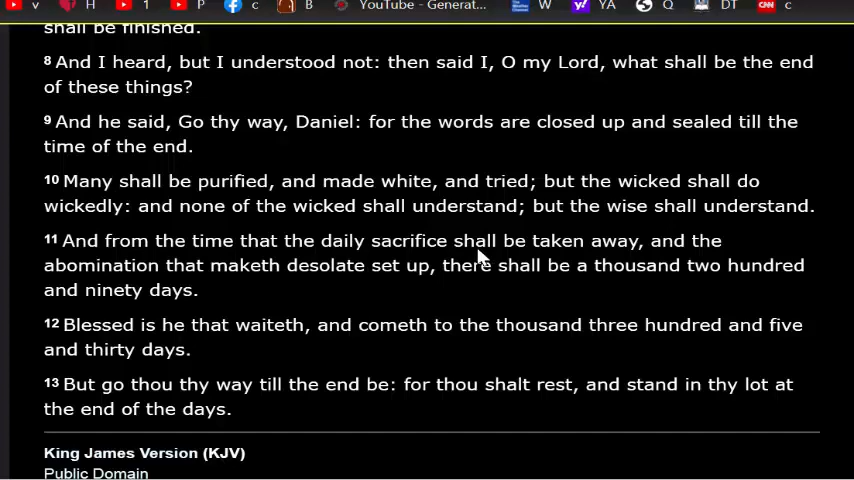 v H 1 P c B YouTube - Generat... W YA Q DT CNN c
shall be finished.
8 And I heard, but I understood not: then said I, O my Lord, what shall be the end
of these things?
9 And he said, Go thy way, Daniel: for the words are closed up and sealed till the
time of the end.
10 Many shall be purified, and made white, and tried; but the wicked shall do
wickedly: and none of the wicked shall understand; but the wise shall understand.
11 And from the time that the daily sacrifice shall be taken away, and the
abomination that maketh desolate set up, there shall be a thousand two hundred
and ninety days.
12 Blessed is he that waiteth, and cometh to the thousand three hundred and five
and thirty days.
13 But go thou thy way till the end be: for thou shalt rest, and stand in thy lot at
the end of the days.
King James Version (KJV)
Public Domain